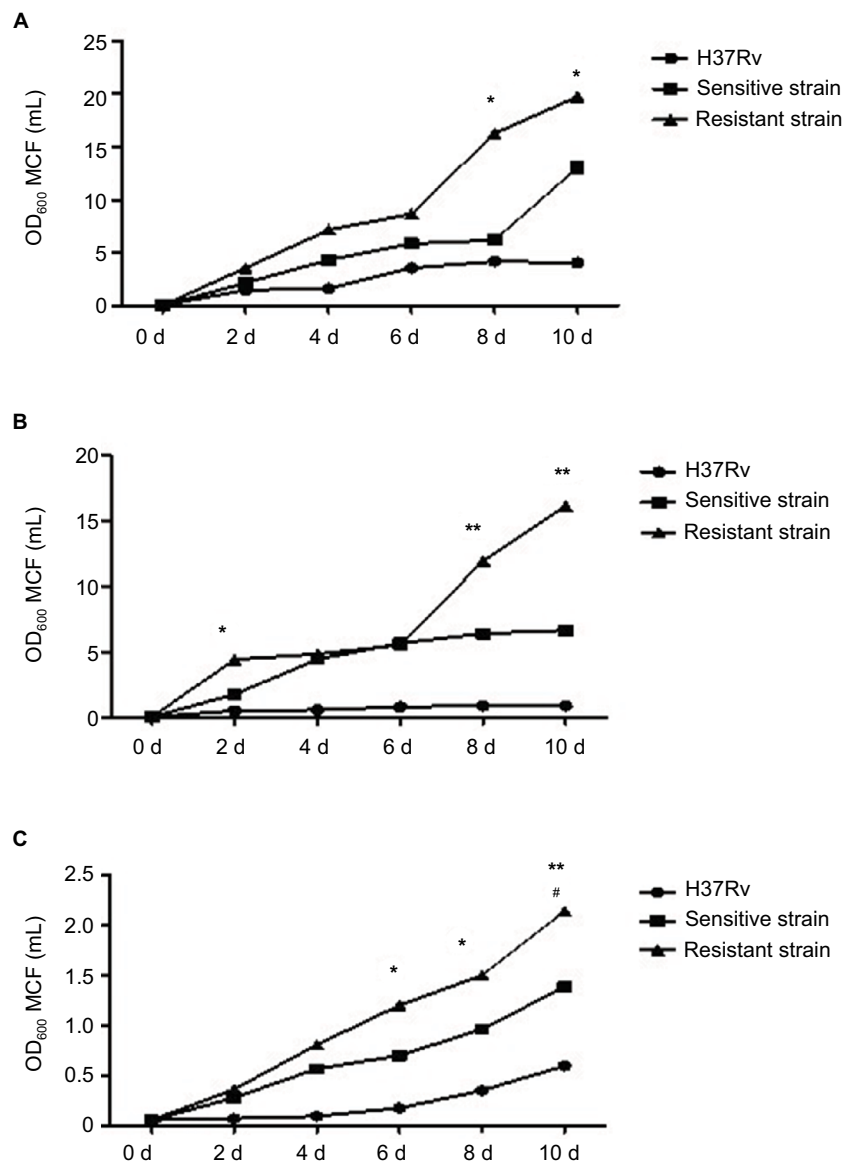 A
25
20
15
10
5
0
OD600 MCF (mL)
0 d 2 d 4 d 6 d 8 d 10 d
* *
H37Rv
Sensitive strain
Resistant strain
B
20
15
10
5
0
OD600 MCF (mL)
0 d 2 d 4 d 6 d 8 d 10 d
* ** **
H37Rv
Sensitive strain
Resistant strain
C
2.5
2.0
1.5
1.0
0.5
0
OD600 MCF (mL)
0 d 2 d 4 d 6 d 8 d 10 d
* * **
#
H37Rv
Sensitive strain
Resistant strain